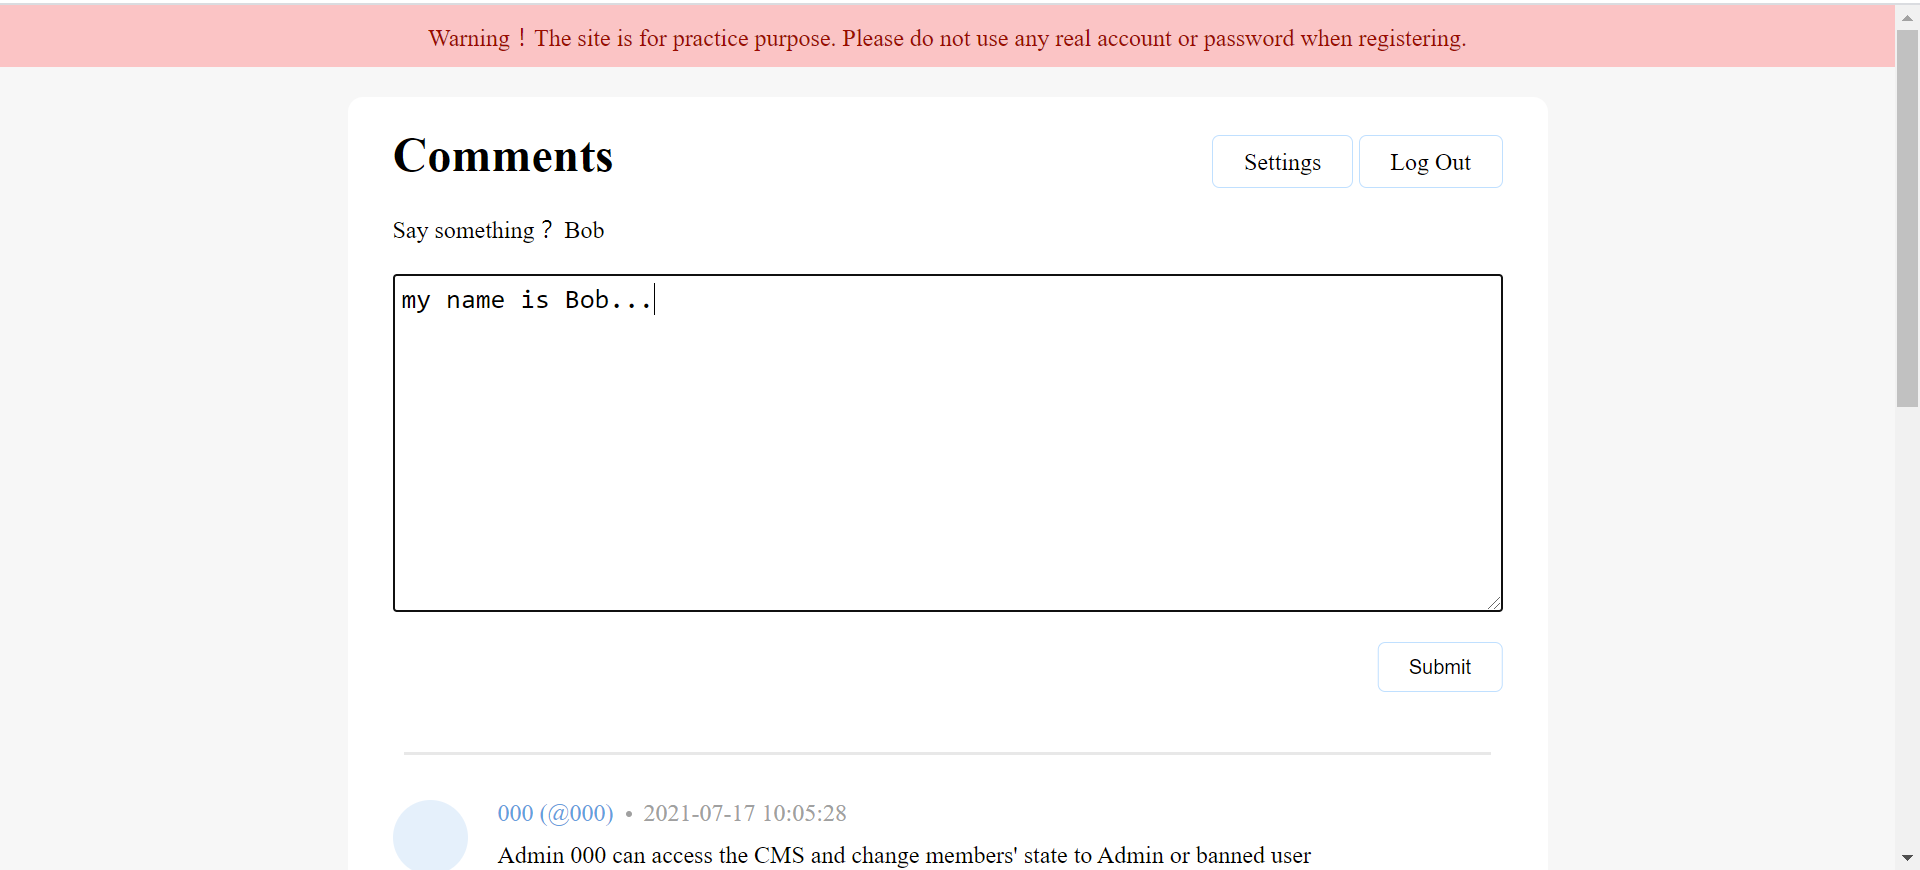 Warning！The site is for practice purpose. Please do not use any real account or password when registering.
Comments
Settings
Log Out
Say something？ Bob
my name is Bob...
Submit
000 (@000) • 2021-07-17 10:05:28
Admin 000 can access the CMS and change members' state to Admin or banned user